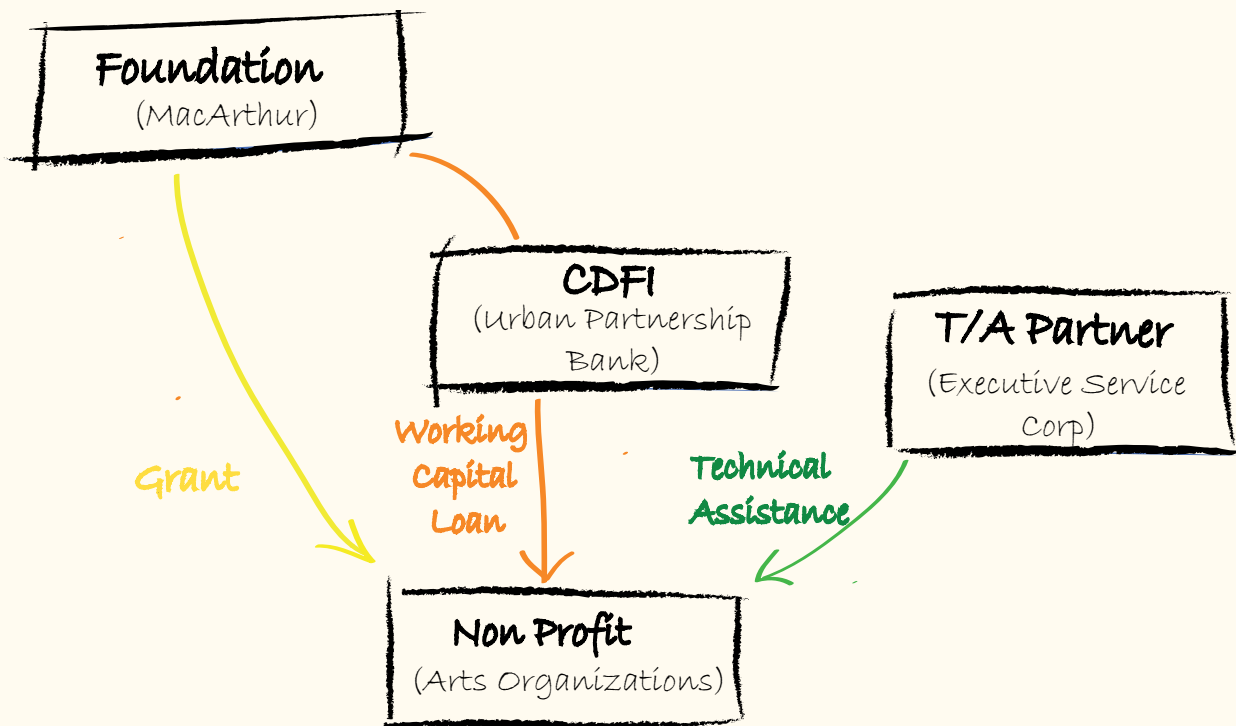 Foundation
(MacArthur)
CDFI
(Urban Partnership
Bank)
T/A Partner
(Executive Service
Corp)
Working
Capital
Loan
Grant
Technical
Assistance
Non Profit
(Arts Organizations)